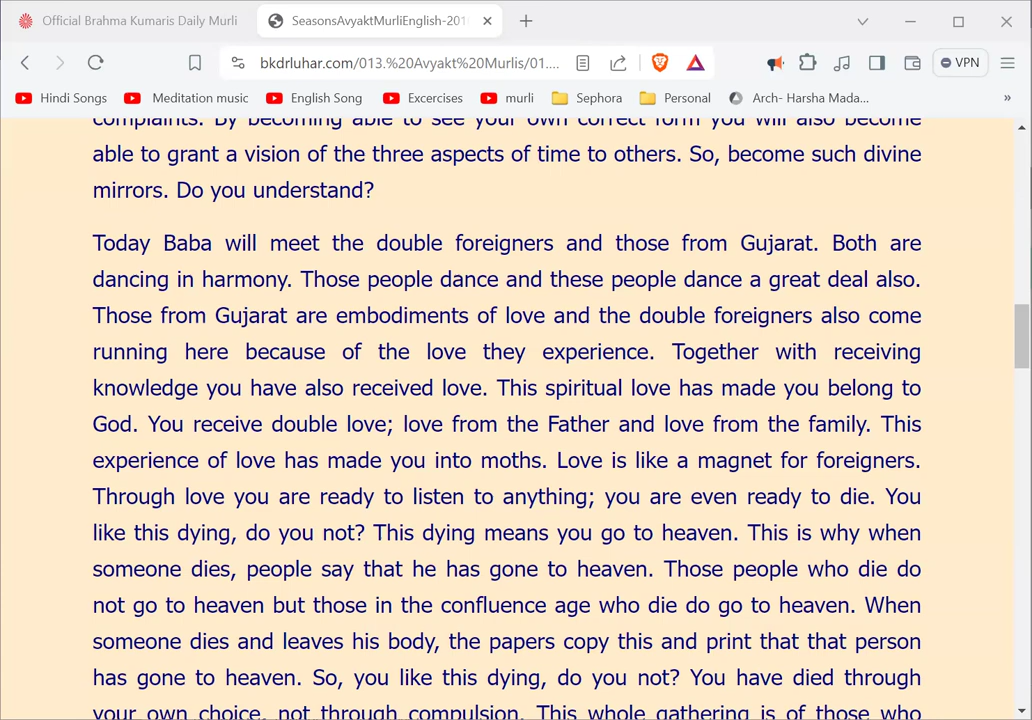 Official Brahma Kumaris Daily Murli
SeasonsAvyaktMurliEnglish-201
bkdrluhar.com/013.%20Avyakt%20Murlis/01....
VPN
Hindi Songs
Meditation music
English Song
Excercises
murli
Sephora
Personal
Arch- Harsha Mada...
»
complaints. By becoming able to see your own correct form you will also become
able to grant a vision of the three aspects of time to others. So, become such divine
mirrors. Do you understand?
Today Baba will meet the double foreigners and those from Gujarat. Both are
dancing in harmony. Those people dance and these people dance a great deal also.
Those from Gujarat are embodiments of love and the double foreigners also come
running here because of the love they experience. Together with receiving
knowledge you have also received love. This spiritual love has made you belong to
God. You receive double love; love from the Father and love from the family. This
experience of love has made you into moths. Love is like a magnet for foreigners.
Through love you are ready to listen to anything; you are even ready to die. You
like this dying, do you not? This dying means you go to heaven. This is why when
someone dies, people say that he has gone to heaven. Those people who die do
not go to heaven but those in the confluence age who die do go to heaven. When
someone dies and leaves his body, the papers copy this and print that that person
has gone to heaven. So, you like this dying, do you not? You have died through
your own choice, not through compulsion. This whole gathering is of those who